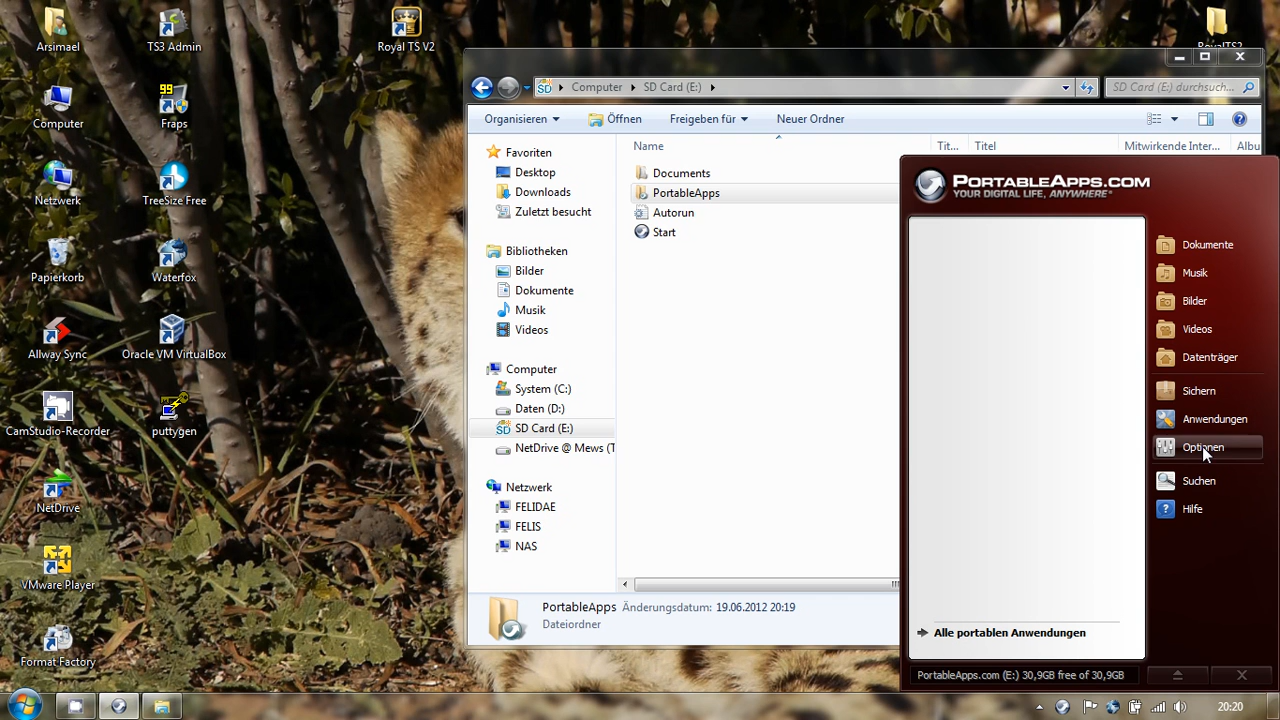 Arsimael
TS3 Admin
Royal TS V2
RoyalTS2
Computer
Fraps
Netzwerk
TreeSize Free
Papierkorb
Waterfox
Allway Sync
Oracle VM VirtualBox
CamStudio-Recorder
puttygen
NetDrive
VMware Player
Format Factory
Computer
SD Card (E:)
SD Card (E:) durchsuch...
Organisieren
Öffnen
Freigeben für
Neuer Ordner
Favoriten
Desktop
Downloads
Zuletzt besucht
Bibliotheken
Bilder
Dokumente
Musik
Videos
Computer
System (C:)
Daten (D:)
SD Card (E:)
NetDrive @ Mews (T
Netzwerk
FELIDAE
FELIS
NAS
Name
Tit...
Titel
Mitwirkende Inter...
Albu
Documents
PortableApps
Autorun
Start
PortableApps Änderungsdatum: 19.06.2012 20:19
Dateiordner
PORTABLEAPPS.COM
YOUR DIGITAL LIFE, ANYWHERE®
Dokumente
Musik
Bilder
Videos
Datenträger
Sichern
Anwendungen
Optionen
Suchen
Hilfe
Alle portablen Anwendungen
PortableApps.com (E:) 30,9GB free of 30,9GB
20:20